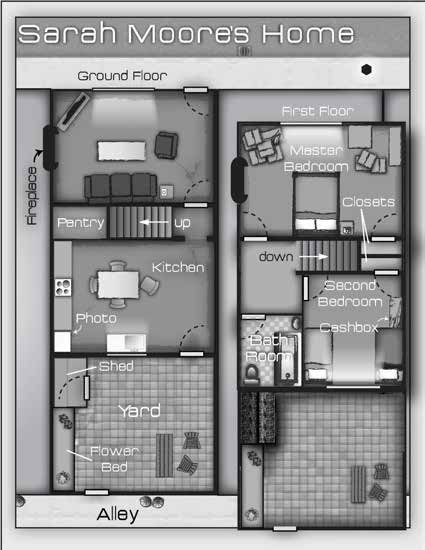 Sarah Moore's Home
Ground Floor
First Floor
Fireplace
Master
Bedroom
Closets
Pantry
up
down
Kitchen
Second
Bedroom
Cashbox
Photo
Bath
Room
Shed
Yard
Flower
Bed
Alley